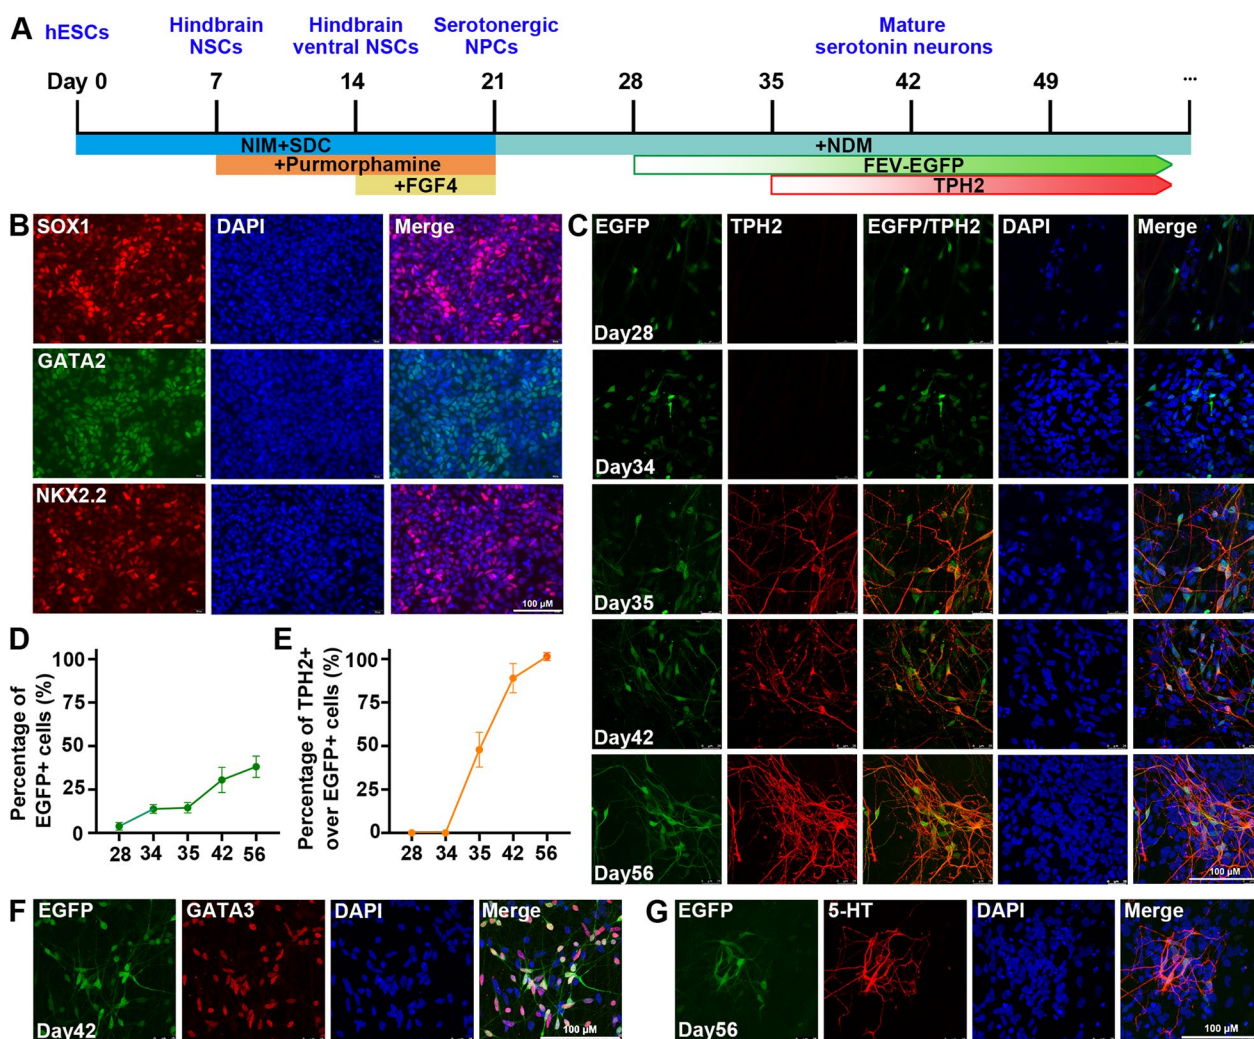 A
hESCs
Hindbrain
NSCs
Hindbrain
ventral NSCs
Serotonergic
NPCs
Mature
serotonin neurons
Day 0
7
14
21
28
35
42
49
...
NIM+SDC
+NDM
+Purmorphamine
FEV-EGFP
+FGF4
TPH2
B
SOX1
DAPI
Merge
GATA2
NKX2.2
100 µM
C
EGFP
TPH2
EGFP/TPH2
DAPI
Merge
Day28
Day34
Day35
Day42
Day56
100 µM
D
Percentage of
EGFP+ cells (%)
100
75
50
25
0
28 34 35 42 56
E
Percentage of TPH2+
over EGFP+ cells (%)
100
75
50
25
0
28 34 35 42 56
F
EGFP
GATA3
DAPI
Merge
Day42
100 µM
G
EGFP
5-HT
DAPI
Merge
Day56
100 µM